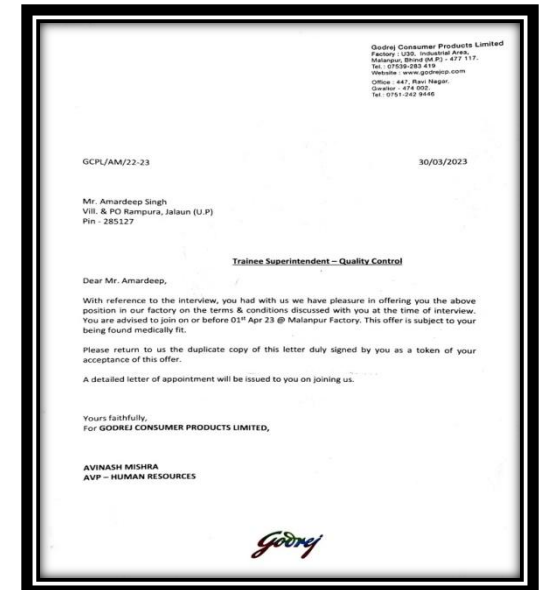 Godrej Consumer Products Limited
Factory : U30, Industrial Area,
Malanpur, Bhind (M.P.) - 477 117.
Tel. : 07539-283 419
Website : www.godrejcp.com
Office : 447, Ravi Nagar,
Gwalior - 474 002.
Tel : 0751-242 9446
GCPL/AM/22-23 30/03/2023
Mr. Amardeep Singh
Vill. & PO Rampura, Jalaun (U.P)
Pin - 285127
Trainee Superintendent – Quality Control
Dear Mr. Amardeep,
With reference to the interview, you had with us we have pleasure in offering you the above
position in our factory on the terms & conditions discussed with you at the time of interview.
You are advised to join on or before 01st Apr 23 @ Malanpur Factory. This offer is subject to your
being found medically fit.
Please return to us the duplicate copy of this letter duly signed by you as a token of your
acceptance of this offer.
A detailed letter of appointment will be issued to you on joining us.
Yours faithfully,
For GODREJ CONSUMER PRODUCTS LIMITED,
AVINASH MISHRA
AVP – HUMAN RESOURCES
Godrej